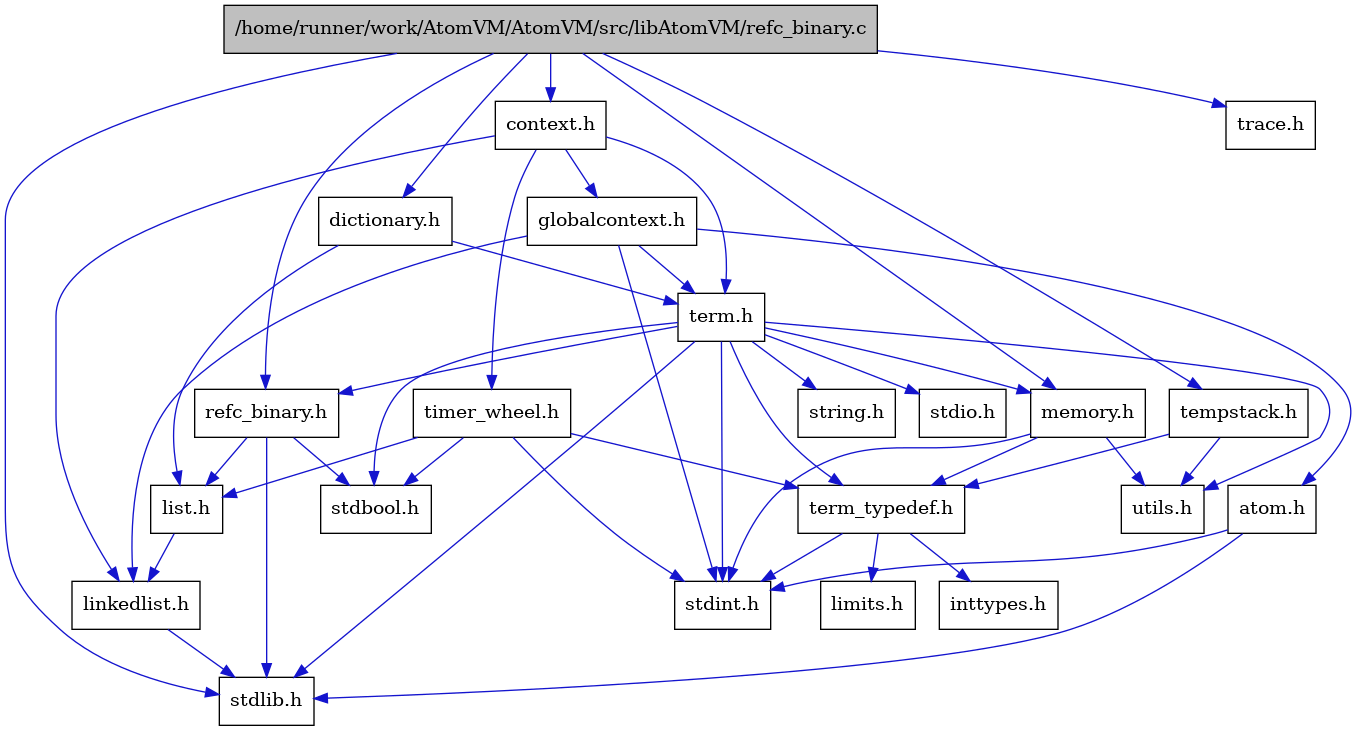 /home/runner/work/AtomVM/AtomVM/src/libAtomVM/refc_binary.c
context.h
trace.h
dictionary.h
globalcontext.h
term.h
refc_binary.h
timer_wheel.h
string.h
stdio.h
memory.h
tempstack.h
list.h
stdbool.h
term_typedef.h
utils.h
atom.h
linkedlist.h
stdint.h
limits.h
inttypes.h
stdlib.h